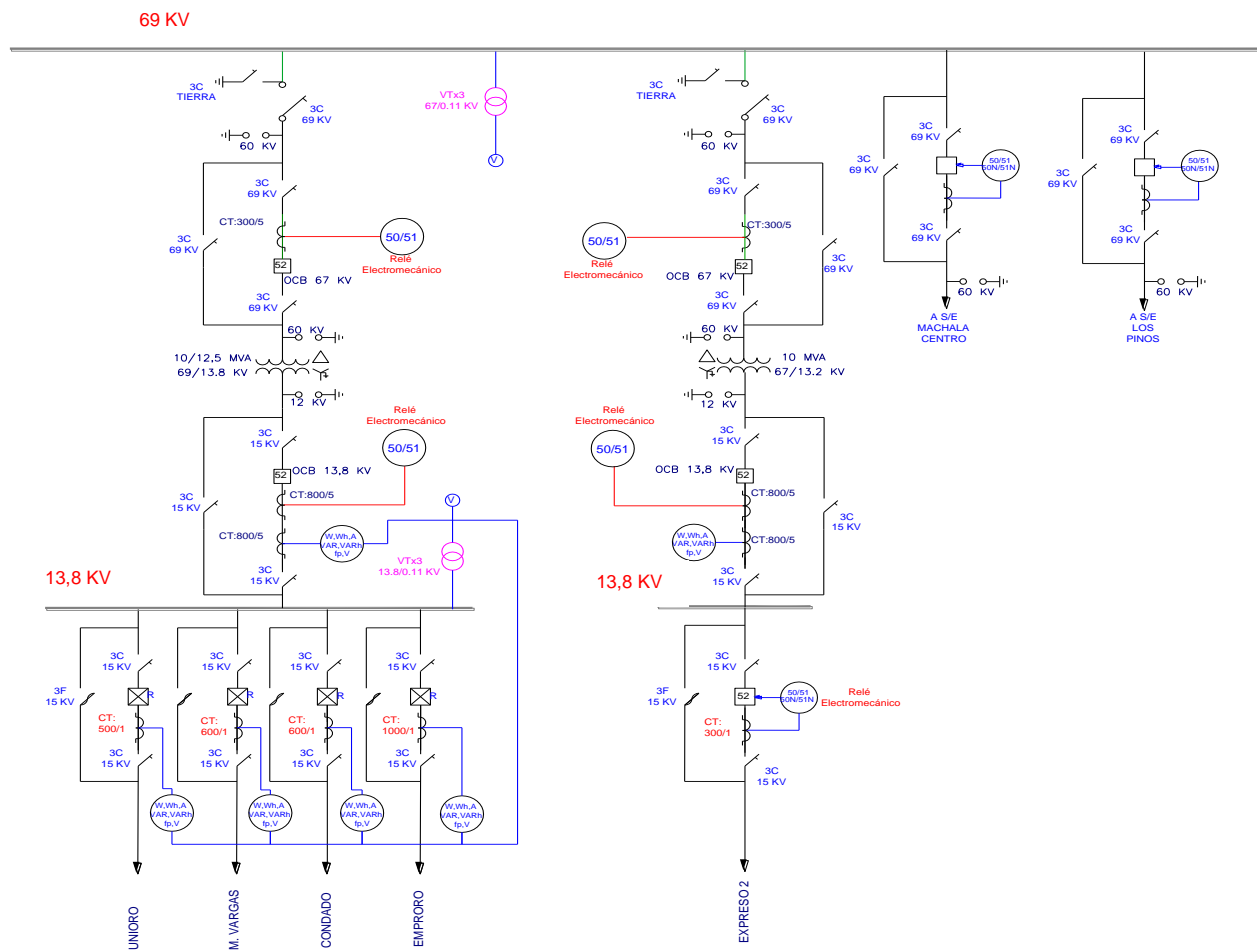 69 KV
3C
TIERRA
3C
69 KV
60 KV
VTx3
67/0.11 KV
V
3C
69 KV
3C
69 KV
CT:300/5
50/51
Relé
Electromecánico
52
OCB 67 KV
3C
69 KV
60 KV
10/12,5 MVA
69/13.8 KV
12 KV
3C
15 KV
Relé
Electromecánico
50/51
52
OCB 13,8 KV
CT:800/5
3C
15 KV
CT:800/5
W,Wh,A
VAR,VARh
fp,V
V
VTx3
13.8/0.11 KV
3C
15 KV
13,8 KV
3C
TIERRA
3C
69 KV
60 KV
3C
69 KV
CT:300/5
50/51
Relé
Electromecánico
3C
69 KV
52
OCB 67 KV
3C
69 KV
60 KV
10 MVA
67/13.2 KV
12 KV
3C
15 KV
Relé
Electromecánico
50/51
OCB 13,8 KV
52
CT:800/5
3C
15 KV
W,Wh,A
VAR,VARh
fp,V
CT:800/5
3C
15 KV
13,8 KV
3C
69 KV
3C
69 KV
50/51
50N/51N
3C
69 KV
60 KV
A S/E
MACHALA
CENTRO
3C
69 KV
3C
69 KV
50/51
50N/51N
3C
69 KV
60 KV
A S/E
LOS
PINOS
3C
15 KV
3F
15 KV
R
CT:
500/1
3C
15 KV
W,Wh,A
VAR,VARh
fp,V
UNIORO
3C
15 KV
R
CT:
600/1
3C
15 KV
W,Wh,A
VAR,VARh
fp,V
M. VARGAS
3C
15 KV
R
CT:
600/1
3C
15 KV
W,Wh,A
VAR,VARh
fp,V
CONDADO
3C
15 KV
R
CT:
1000/1
3C
15 KV
W,Wh,A
VAR,VARh
fp,V
EMPRORO
3C
15 KV
3F
15 KV
52
50/51
50N/51N
Relé
Electromecánico
CT:
300/1
3C
15 KV
EXPRESO 2